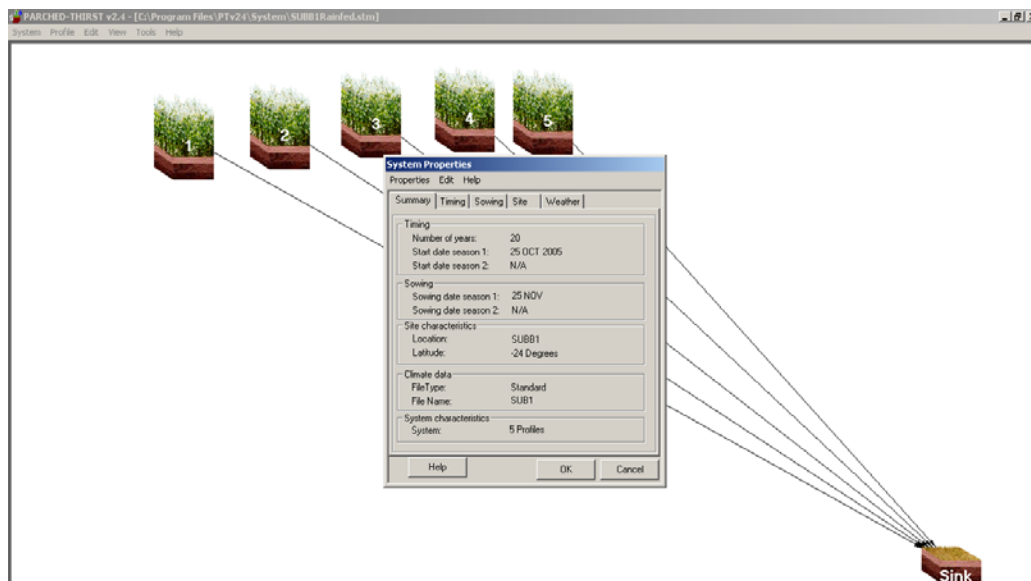 PARCHED-THIRST v2.4 - [C:\Program Files\PTv24\System\SUBB1Rainfed.stm]
System Profile Edit View Tools Help
1 2 3 4 5
System Properties
Properties Edit Help
Summary Timing Sowing Site Weather
Timing
Number of years: 20
Start date season 1: 25 OCT 2005
Start date season 2: N/A
Sowing
Sowing date season 1: 25 NOV
Sowing date season 2: N/A
Site characteristics
Location: SUBB1
Latitude: -24 Degrees
Climate data
FileType: Standard
File Name: SUB1
System characteristics
System: 5 Profiles
Help OK Cancel
Sink